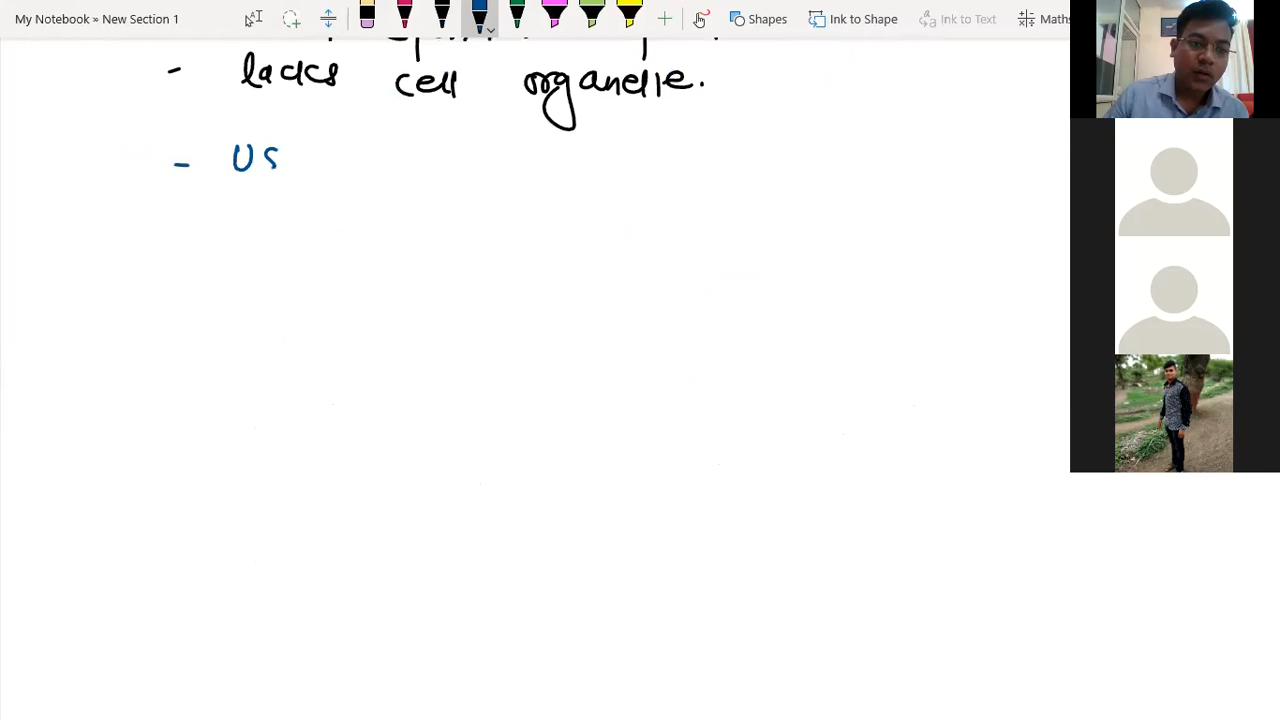 My Notebook » New Section 1
Shapes
Ink to Shape
Ink to Text
Maths
- lacks cell organelle.
- US